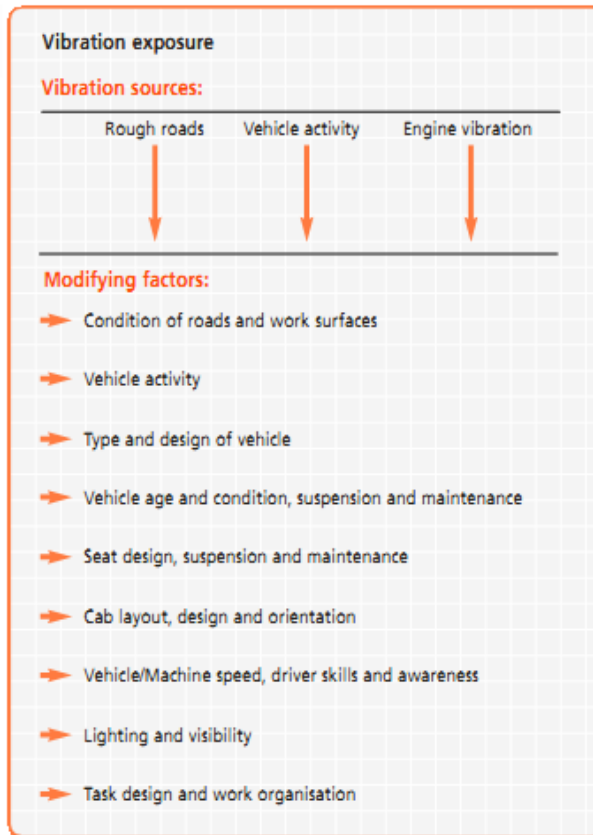 Vibration exposure
Vibration sources:
Rough roads Vehicle activity Engine vibration
Modifying factors:
Condition of roads and work surfaces
Vehicle activity
Type and design of vehicle
Vehicle age and condition, suspension and maintenance
Seat design, suspension and maintenance
Cab layout, design and orientation
Vehicle/Machine speed, driver skills and awareness
Lighting and visibility
Task design and work organisation